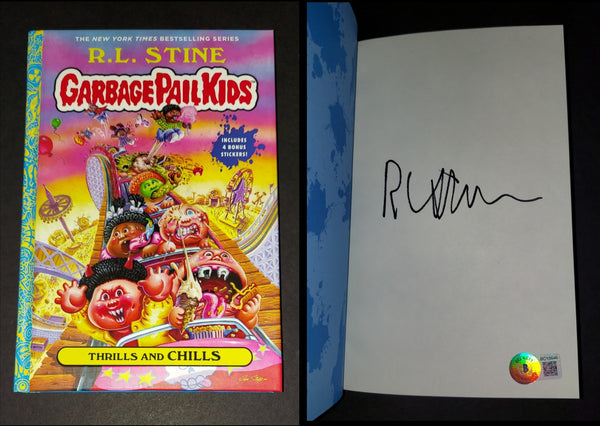 THE NEW YORK TIMES BESTSELLING SERIES
R.L. STINE
GARBAGE PAIL KIDS
INCLUDES
4 BONUS
STICKERS!
THRILLS AND CHILLS